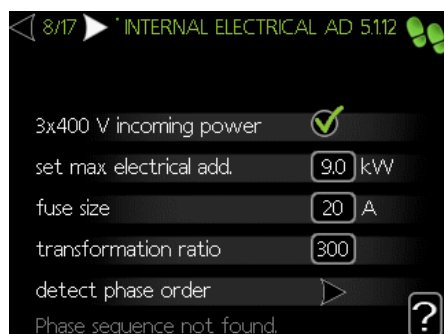 8/17 * INTERNAL ELECTRICAL AD 5.1.12
3x400 V incoming power
set max electrical add. 9.0 kW
fuse size 20 A
transformation ratio 300
detect phase order
Phase sequence not found.
?